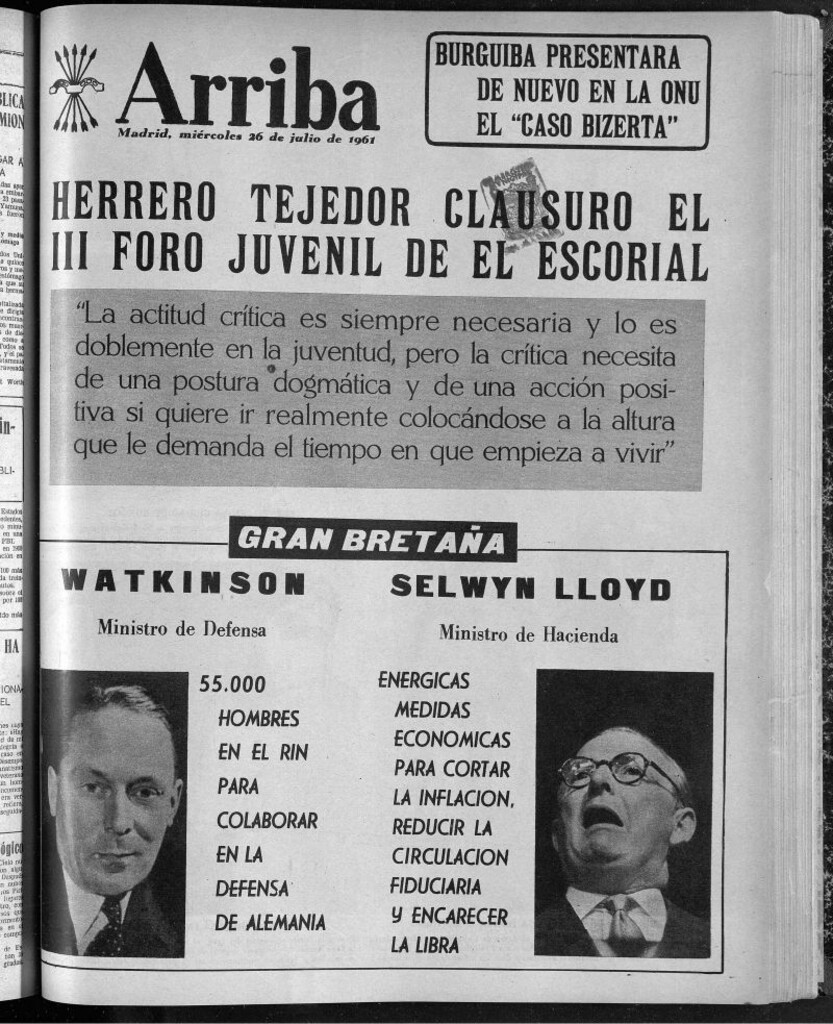 Arriba
Madrid, miércoles 26 de julio de 1961
BURGUIBA PRESENTARA
DE NUEVO EN LA ONU
EL "CASO BIZERTA"
HERRERO TEJEDOR CLAUSURO EL
III FORO JUVENIL DE EL ESCORIAL
"La actitud crítica es siempre necesaria y lo es
doblemente en la juventud, pero la crítica necesita
de una postura dogmática y de una acción posi-
tiva si quiere ir realmente colocándose a la altura
que le demanda el tiempo en que empieza a vivir"
GRAN BRETAÑA
WATKINSON
Ministro de Defensa
55.000
HOMBRES
EN EL RIN
PARA
COLABORAR
EN LA
DEFENSA
DE ALEMANIA
SELWYN LLOYD
Ministro de Hacienda
ENERGICAS
MEDIDAS
ECONOMICAS
PARA CORTAR
LA INFLACION,
REDUCIR LA
CIRCULACION
FIDUCIARIA
Y ENCARECER
LA LIBRA